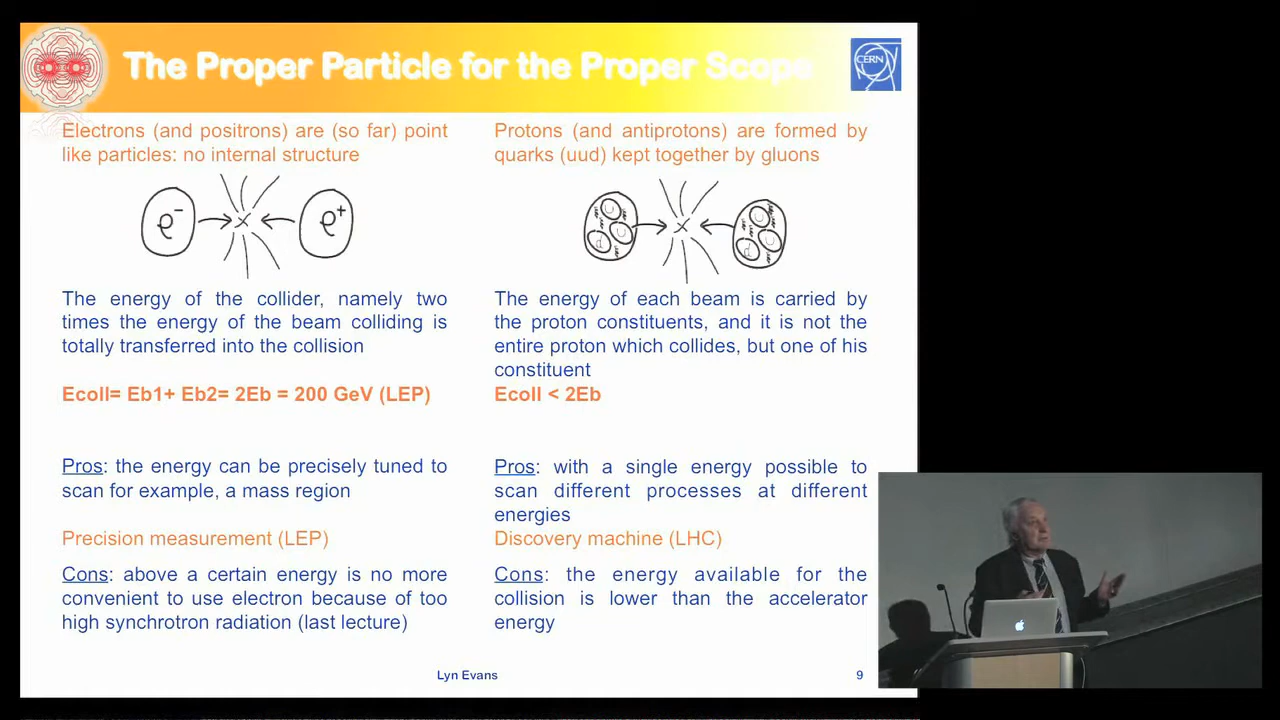 The Proper Particle for the Proper Scope
CERN
Electrons (and positrons) are (so far) point
like particles: no internal structure
e⁻
e⁺
The energy of the collider, namely two
times the energy of the beam colliding is
totally transferred into the collision
Ecoll= Eb1+ Eb2= 2Eb = 200 GeV (LEP)
Pros: the energy can be precisely tuned to
scan for example, a mass region
Precision measurement (LEP)
Cons: above a certain energy is no more
convenient to use electron because of too
high synchrotron radiation (last lecture)
Protons (and antiprotons) are formed by
quarks (uud) kept together by gluons
The energy of each beam is carried by
the proton constituents, and it is not the
entire proton which collides, but one of his
constituent
Ecoll < 2Eb
Pros: with a single energy possible to
scan different processes at different
energies
Discovery machine (LHC)
Cons: the energy available for the
collision is lower than the accelerator
energy
Lyn Evans
9